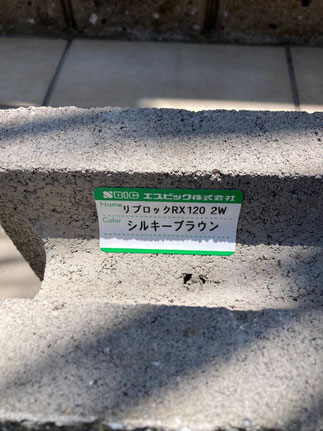 SBIC エスビック株式会社
Name リブロックRX120 2W
Color シルキーブラウン